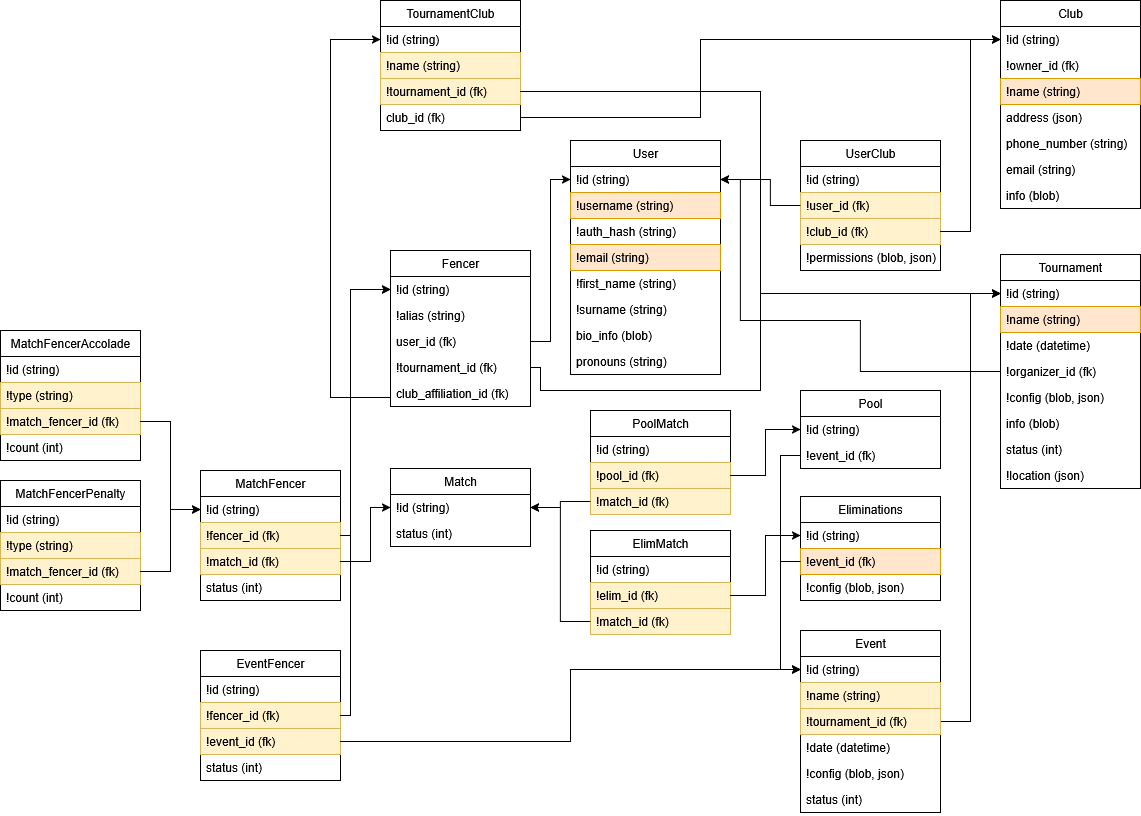 TournamentClub
!id (string)
!name (string)
!tournament_id (fk)
club_id (fk)
Club
!id (string)
!owner_id (fk)
!name (string)
address (json)
phone_number (string)
email (string)
info (blob)
User
!id (string)
!username (string)
!auth_hash (string)
!email (string)
!first_name (string)
!surname (string)
bio_info (blob)
pronouns (string)
UserClub
!id (string)
!user_id (fk)
!club_id (fk)
!permissions (blob, json)
Fencer
!id (string)
!alias (string)
user_id (fk)
!tournament_id (fk)
club_affiliation_id (fk)
Tournament
!id (string)
!name (string)
!date (datetime)
!organizer_id (fk)
!config (blob, json)
info (blob)
status (int)
!location (json)
MatchFencerAccolade
!id (string)
!type (string)
!match_fencer_id (fk)
!count (int)
MatchFencerPenalty
!id (string)
!type (string)
!match_fencer_id (fk)
!count (int)
MatchFencer
!id (string)
!fencer_id (fk)
!match_id (fk)
status (int)
Match
!id (string)
status (int)
PoolMatch
!id (string)
!pool_id (fk)
!match_id (fk)
Pool
!id (string)
!event_id (fk)
ElimMatch
!id (string)
!elim_id (fk)
!match_id (fk)
Eliminations
!id (string)
!event_id (fk)
!config (blob, json)
EventFencer
!id (string)
!fencer_id (fk)
!event_id (fk)
status (int)
Event
!id (string)
!name (string)
!tournament_id (fk)
!date (datetime)
!config (blob, json)
status (int)